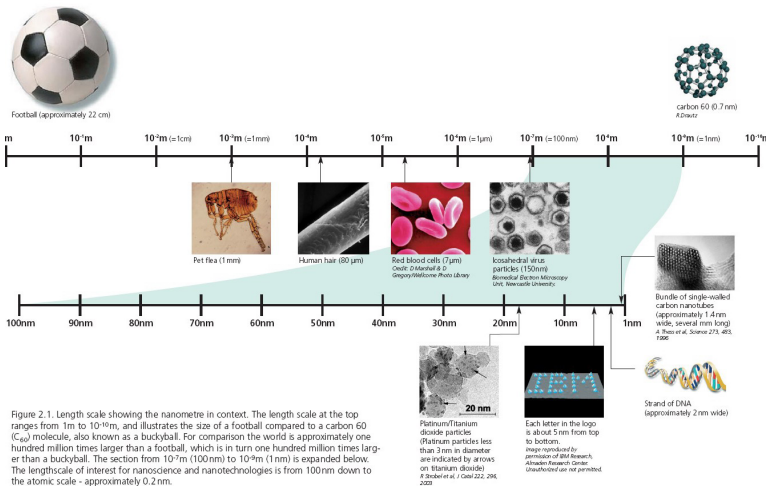 Football (approximately 22 cm)
carbon 60 (0.7 nm)
R.Drautz
m 10⁻¹m 10⁻²m (=1cm) 10⁻³m (=1mm) 10⁻⁴m 10⁻⁵m 10⁻⁶m (=1µm) 10⁻⁷m (=100nm) 10⁻⁸m 10⁻⁹m (=1nm) 10⁻¹⁰m
Pet flea (1 mm)
Human hair (80 µm)
Red blood cells (7µm)
Credit: D Marshall & D
Gregory/Wellcome Photo Library
Icosahedral virus
particles (150nm)
Biomedical Electron Microscopy
Unit, Newcastle University.
Bundle of single-walled
carbon nanotubes
(approximately 1.4nm
wide, several mm long)
A Thess et al, Science 273, 483,
1996
100nm 90nm 80nm 70nm 60nm 50nm 40nm 30nm 20nm 10nm 1nm
20 nm
Platinum/Titanium
dioxide particles
(Platinum particles less
than 3nm in diameter
are indicated by arrows
on titanium dioxide)
R Strobel et al, J Catal 222, 296,
2003
IBM
Each letter in the logo
is about 5 nm from top
to bottom.
Image reproduced by
permission of IBM Research,
Almaden Research Center.
Unauthorized use not permitted.
Strand of DNA
(approximately 2nm wide)
Figure 2.1. Length scale showing the nanometre in context. The length scale at the top
ranges from 1m to 10⁻¹⁰m, and illustrates the size of a football compared to a carbon 60
(C₆₀) molecule, also known as a buckyball. For comparison the world is approximately one
hundred million times larger than a football, which is in turn one hundred million times larg-
er than a buckyball. The section from 10⁻⁷m (100nm) to 10⁻⁹m (1nm) is expanded below.
The lengthscale of interest for nanoscience and nanotechnologies is from 100nm down to
the atomic scale - approximately 0.2nm.